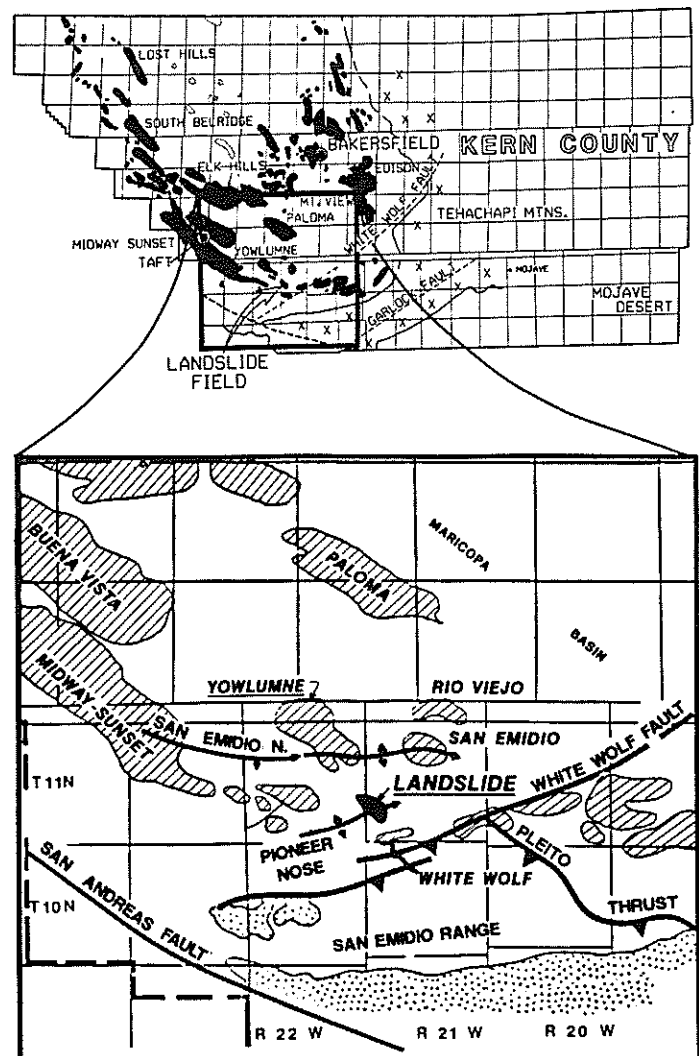 LOST HILLS
SOUTH BELRIDGE
BAKERSFIELD
KERN COUNTY
ELK HILLS
EDISON
MT. VIEW
PALOMA
WHITE WOLF FAULT
TEHACHAPI MTNS.
MIDWAY SUNSET
TAFT
YOWLUMNE
GARLOCK FAULT
MOJAVE
MOJAVE
DESERT
LANDSLIDE
FIELD
BUENA VISTA
PALOMA
MARICOPA
BASIN
MIDWAY-SUNSET
YOWLUMNE
RIO VIEJO
SAN EMIDIO N.
SAN EMIDIO
WHITE WOLF FAULT
T11N
LANDSLIDE
PIONEER
NOSE
WHITE WOLF
PLEITO
THRUST
SAN ANDREAS FAULT
T10N
SAN EMIDIO RANGE
R 22 W
R 21 W
R 20 W